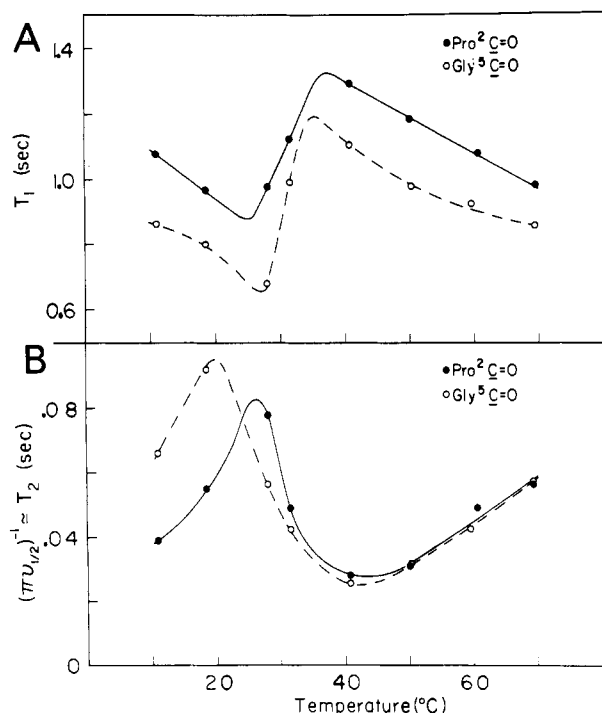 A
1.4
1.0
0.6
T₁ (sec)
●Pro² C̲=O
○Gly⁵ C̲=O
B
.08
.04
0
(πυ₁/₂)⁻¹ ≃ T₂ (sec)
●Pro² C̲=O
○Gly⁵ C̲=O
20
40
60
Temperature(°C)